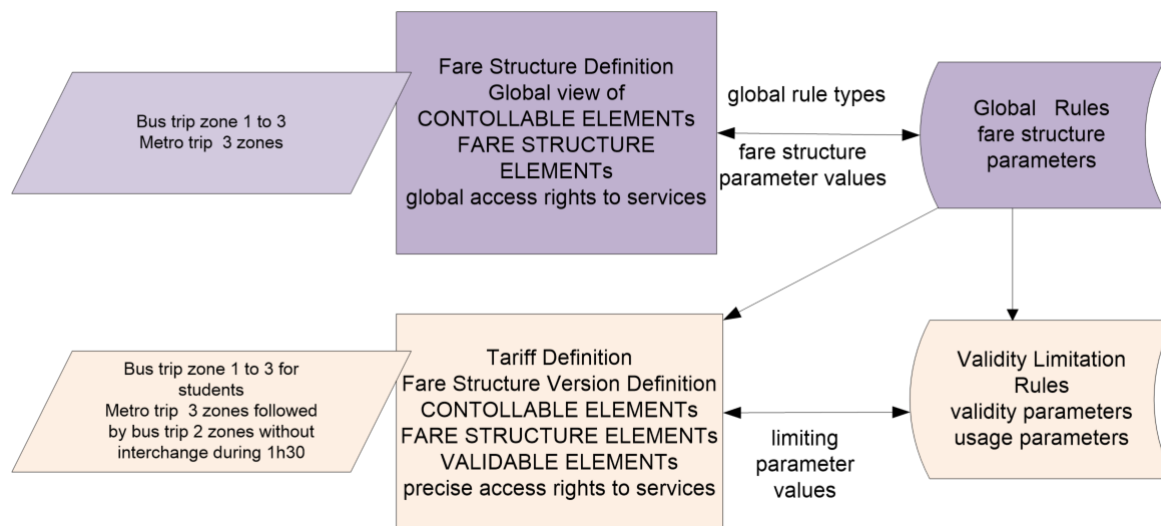 Bus trip zone 1 to 3
Metro trip 3 zones
Fare Structure Definition
Global view of
CONTOLLABLE ELEMENTs
FARE STRUCTURE
ELEMENTs
global access rights to services
global rule types
fare structure
parameter values
Global Rules
fare structure
parameters
Bus trip zone 1 to 3 for
students
Metro trip 3 zones followed
by bus trip 2 zones without
interchange during 1h30
Tariff Definition
Fare Structure Version Definition
CONTOLLABLE ELEMENTs
FARE STRUCTURE ELEMENTs
VALIDABLE ELEMENTs
precise access rights to services
limiting
parameter
values
Validity Limitation
Rules
validity parameters
usage parameters